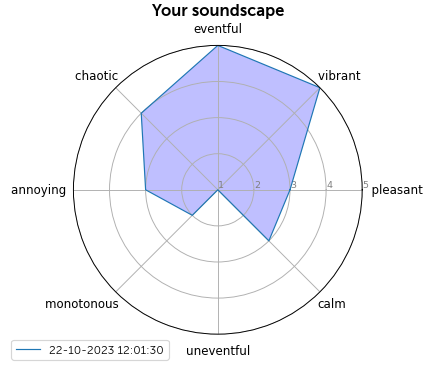 Your soundscape
eventful
chaotic
vibrant
annoying
1 2 3 4 5
pleasant
monotonous
calm
uneventful
22-10-2023 12:01:30